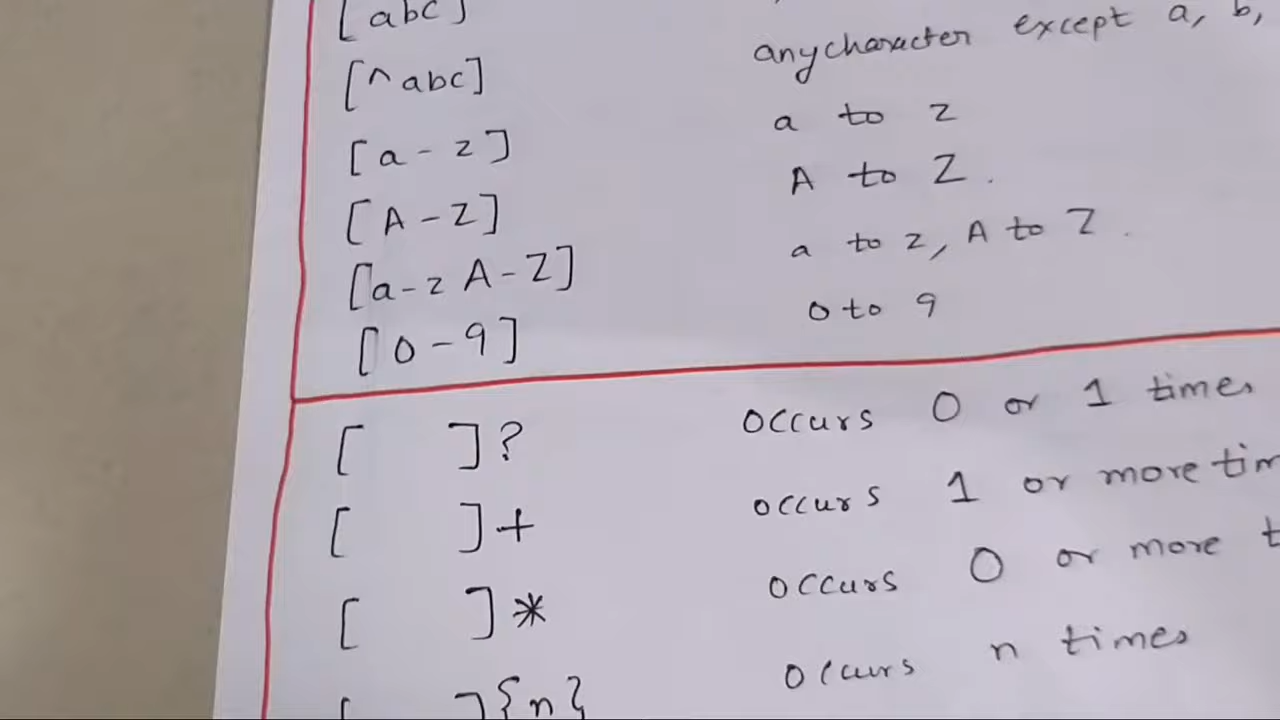 [abc]
[^abc] anycharacter except a, b,
[a-z] a to z
[A-Z] A to Z.
[a-z A-Z] a to z, A to Z.
[0-9] 0 to 9
[ ]? occurs 0 or 1 times
[ ]+ occurs 1 or more
[ ]* occurs 0 or more
[ ]{n} occurs n times